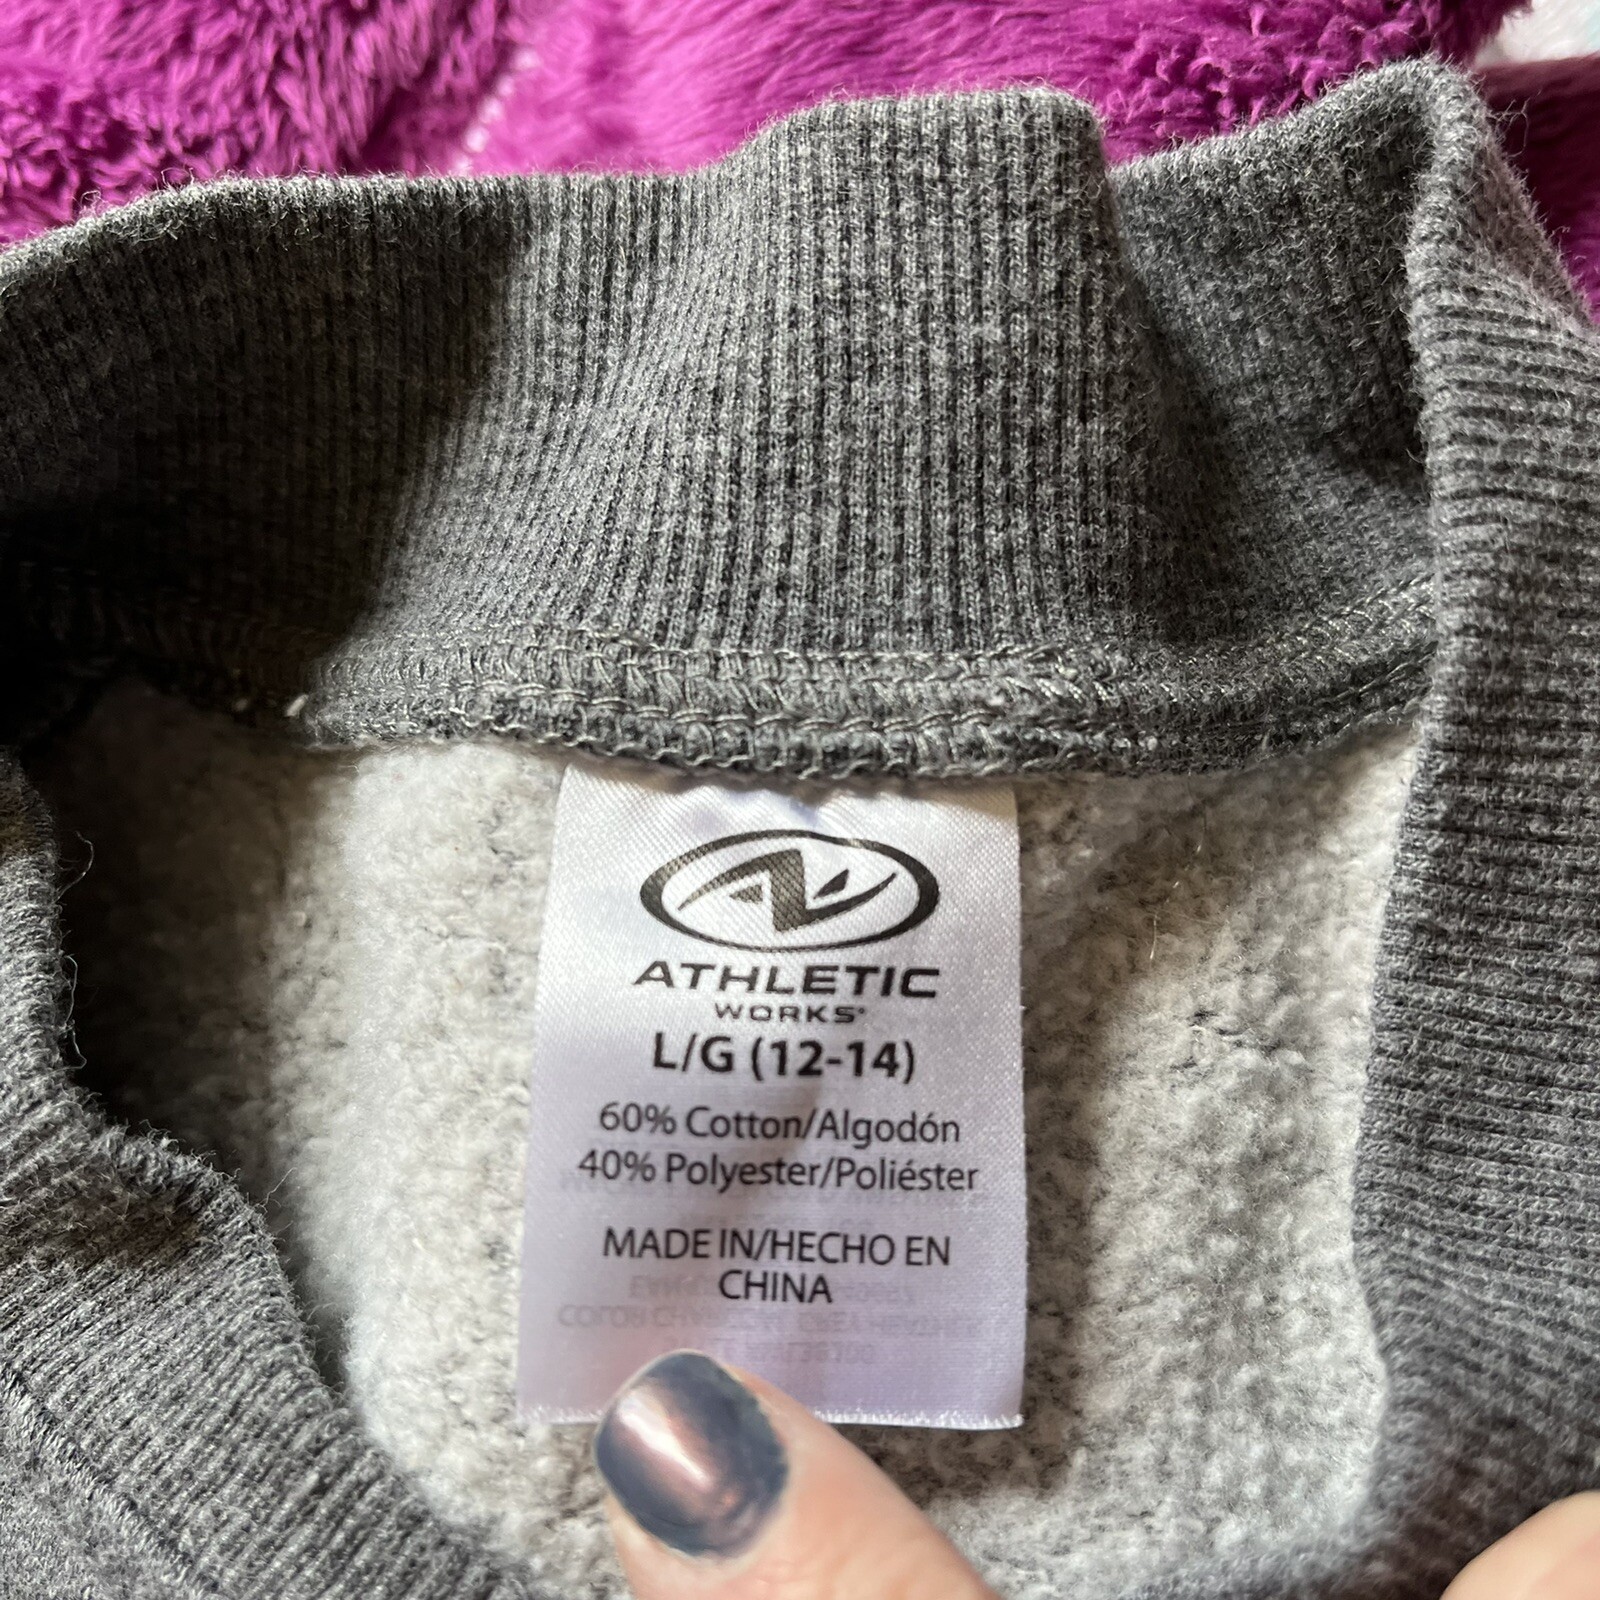 ATHLETIC
WORKS®
L/G (12-14)
60% Cotton/Algodón
40% Polyester/Poliéster
MADE IN/HECHO EN
CHINA